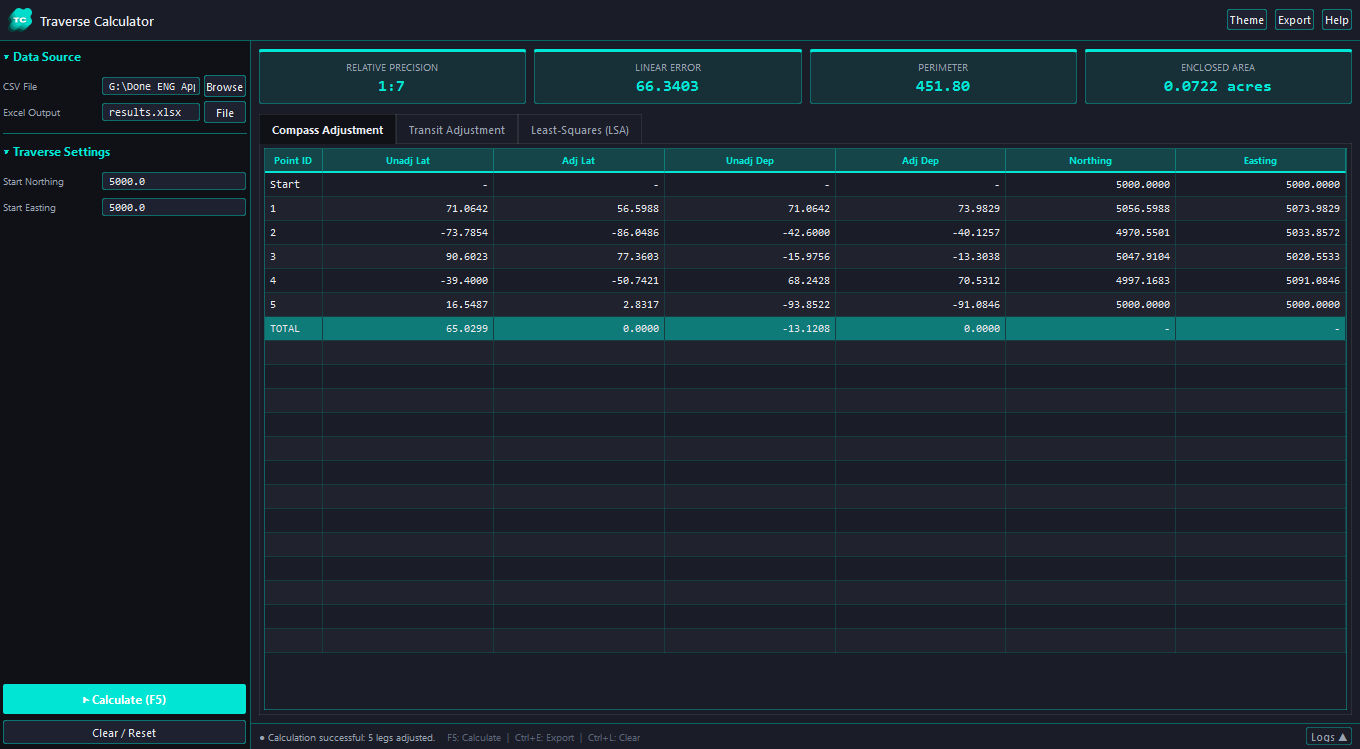 TC Traverse Calculator Theme Export Help
▾ Data Source
CSV File G:\Done ENG Ap Browse
Excel Output results.xlsx File
▾ Traverse Settings
Start Northing 5000.0
Start Easting 5000.0
▶ Calculate (F5)
Clear / Reset
RELATIVE PRECISION LINEAR ERROR PERIMETER ENCLOSED AREA
1:7 66.3403 451.80 0.0722 acres
Compass Adjustment Transit Adjustment Least-Squares (LSA)
Point ID Unadj Lat Adj Lat Unadj Dep Adj Dep Northing Easting
Start - - - - 5000.0000 5000.0000
1 71.0642 56.5988 71.0642 73.9829 5056.5988 5073.9829
2 -73.7854 -86.0486 -42.6000 -40.1257 4970.5501 5033.8572
3 90.6023 77.3603 -15.9756 -13.3038 5047.9104 5020.5533
4 -39.4000 -50.7421 68.2428 70.5312 4997.1683 5091.0846
5 16.5487 2.8317 -93.8522 -91.0846 5000.0000 5000.0000
TOTAL 65.0299 0.0000 -13.1208 0.0000 - -
● Calculation successful: 5 legs adjusted. F5: Calculate | Ctrl+E: Export | Ctrl+L: Clear Logs ▲